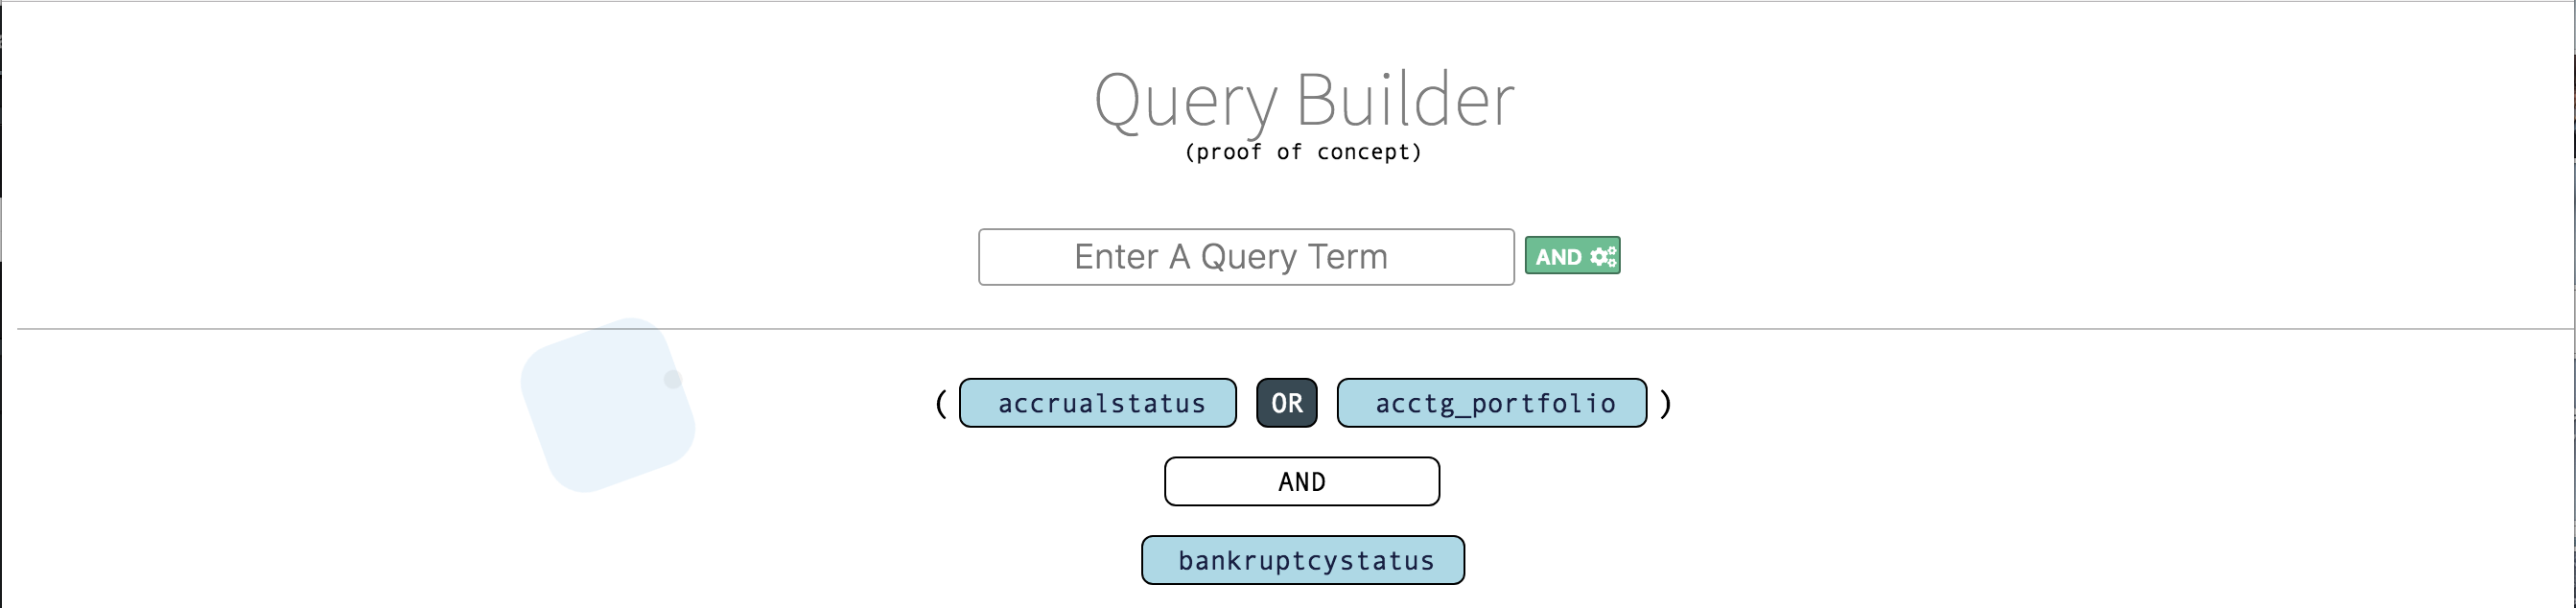 Query Builder
(proof of concept)
Enter A Query Term AND
( accrualstatus OR acctg_portfolio )
AND
bankruptcystatus